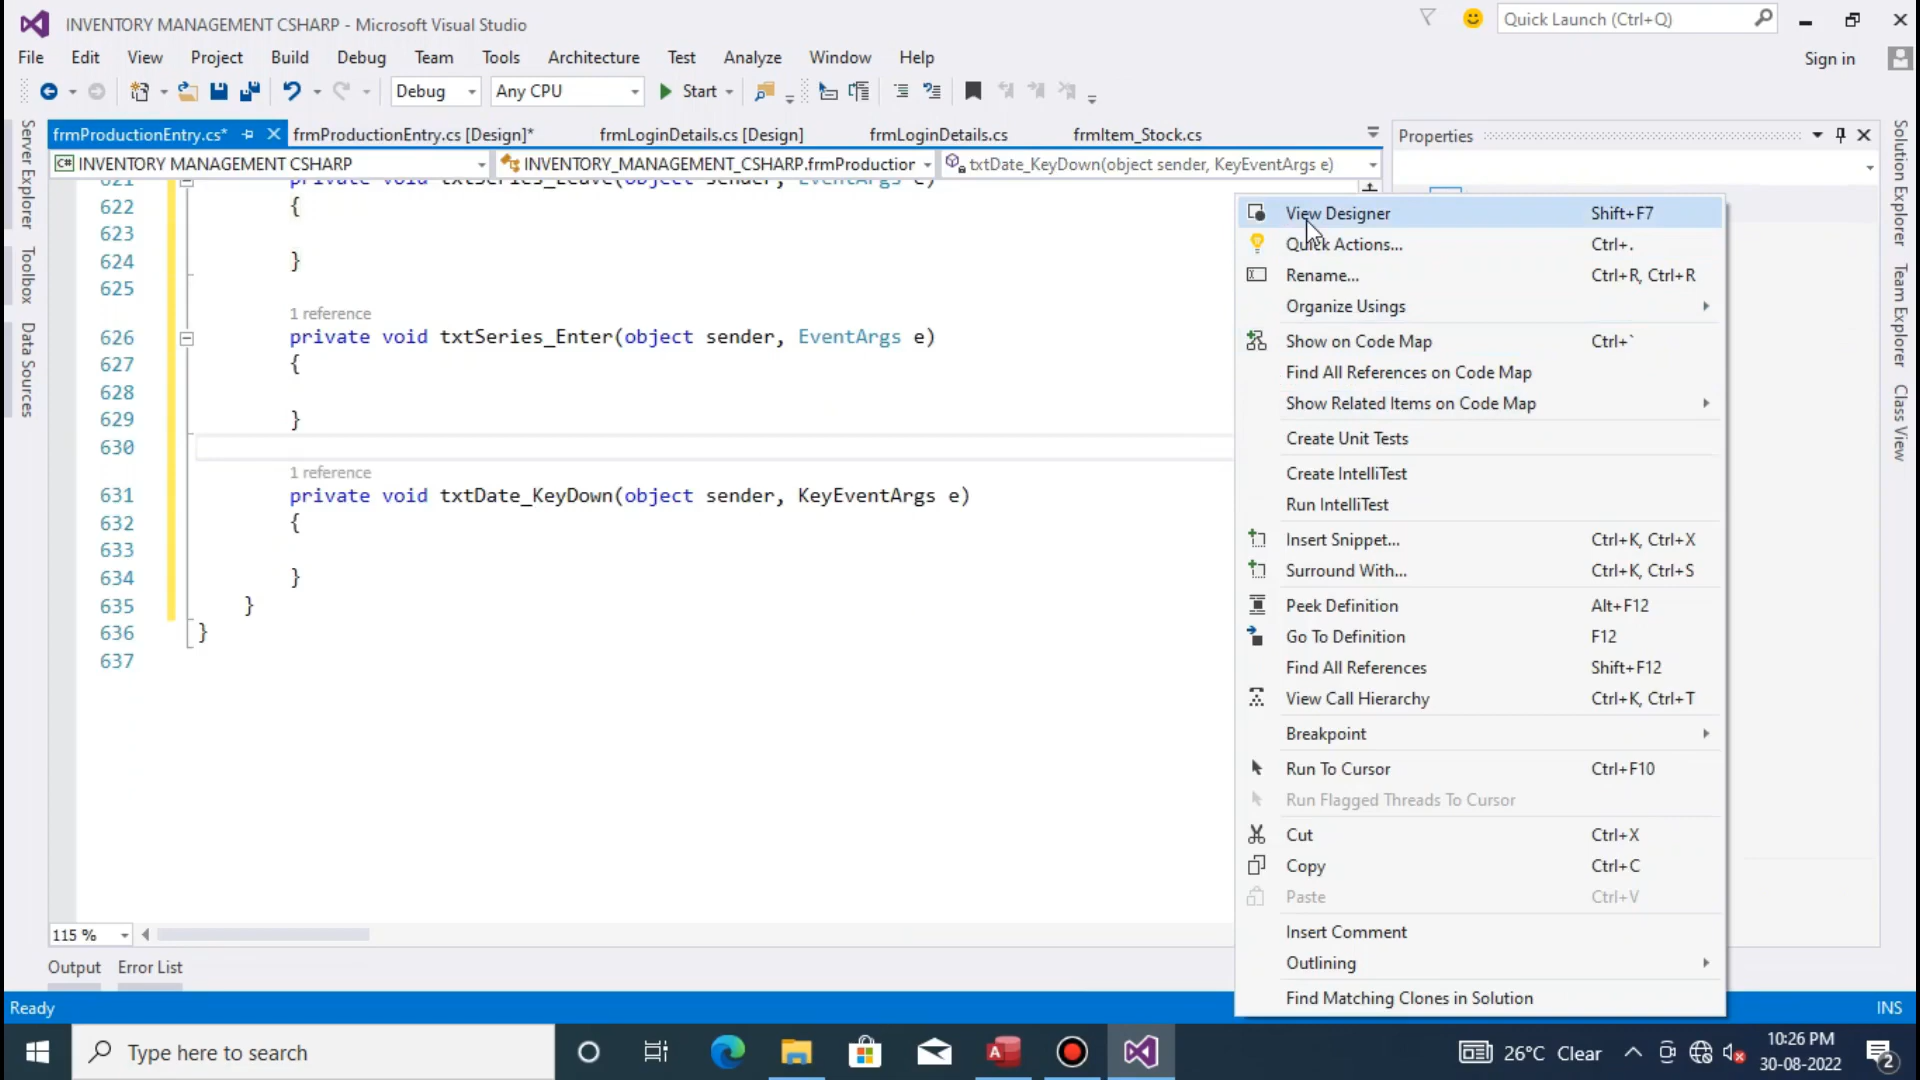 INVENTORY MANAGEMENT CSHARP - Microsoft Visual Studio
Quick Launch (Ctrl+Q)
File Edit View Project Build Debug Team Tools Architecture Test Analyze Window Help
Sign in
Debug Any CPU Start
frmProductionEntry.cs* frmProductionEntry.cs [Design]* frmLoginDetails.cs [Design] frmLoginDetails.cs frmItem_Stock.cs
Properties
C# INVENTORY MANAGEMENT CSHARP INVENTORY_MANAGEMENT_CSHARP.frmProduction txtDate_KeyDown(object sender, KeyEventArgs e)
Server Explorer
Toolbox
Data Sources
621 private void txtSeries_Leave(object sender, EventArgs e)
622 {
623
624 }
625
1 reference
626 private void txtSeries_Enter(object sender, EventArgs e)
627 {
628
629 }
630
1 reference
631 private void txtDate_KeyDown(object sender, KeyEventArgs e)
632 {
633
634 }
635 }
636 }
637
View Designer Shift+F7
Quick Actions... Ctrl+.
Rename... Ctrl+R, Ctrl+R
Organize Usings
Show on Code Map Ctrl+`
Find All References on Code Map
Show Related Items on Code Map
Create Unit Tests
Create IntelliTest
Run IntelliTest
Insert Snippet... Ctrl+K, Ctrl+X
Surround With... Ctrl+K, Ctrl+S
Peek Definition Alt+F12
Go To Definition F12
Find All References Shift+F12
View Call Hierarchy Ctrl+K, Ctrl+T
Breakpoint
Run To Cursor Ctrl+F10
Run Flagged Threads To Cursor
Cut Ctrl+X
Copy Ctrl+C
Paste Ctrl+V
Insert Comment
Outlining
Find Matching Clones in Solution
Solution Explorer
Team Explorer
Class View
115 %
Output Error List
Ready
INS
Type here to search
26°C Clear
10:26 PM
30-08-2022
2